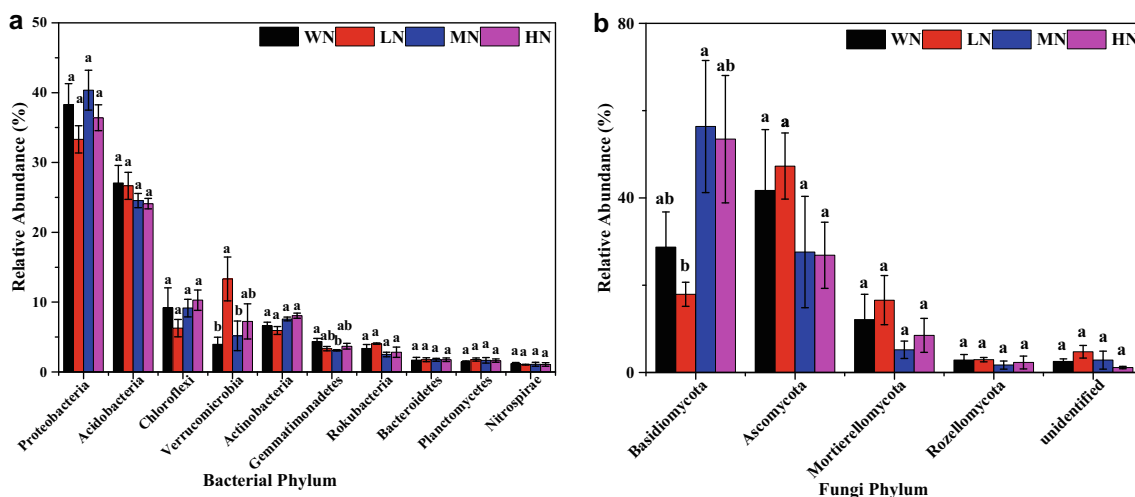 a
50
40
30
20
10
0
Relative Abundance (%)
WN LN MN HN
a a a a
a a a a
a a a a
b a b ab
a a a a
a ab b ab
a a a a
a a a a
a a a a
a a a a
Proteobacteria
Acidobacteria
Chloroflexi
Verrucomicrobia
Actinobacteria
Gemmatimonadetes
Rokubacteria
Bacteroidetes
Planctomycetes
Nitrospirae
Bacterial Phylum
b
80
40
0
Relative Abundance (%)
WN LN MN HN
ab b a ab
a a a a
a a a a
a a a a
a a a a
Basidiomycota
Ascomycota
Mortierellomycota
Rozellomycota
unidentified
Fungi Phylum